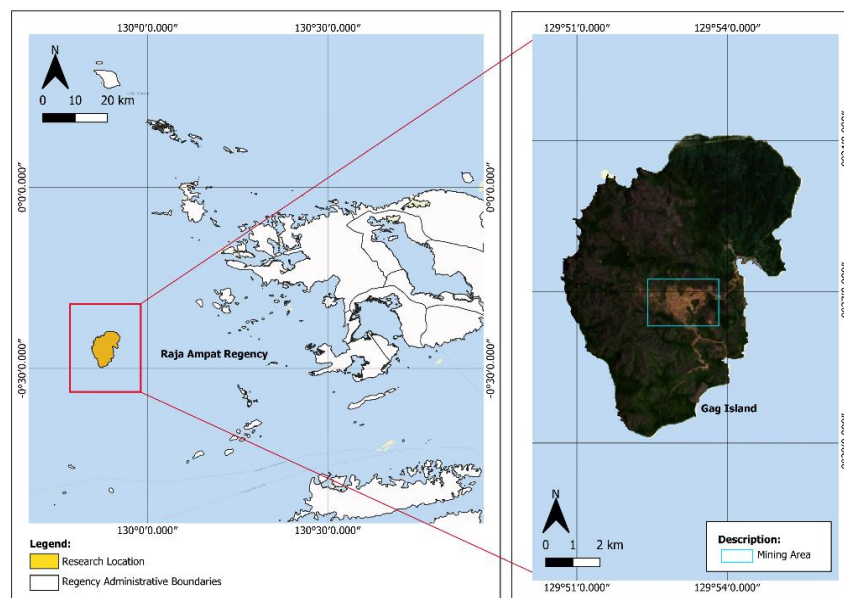 130°0'0.000"
130°30'0.000"
N
0 10 20 km
0°0'0.000"
0°0'0.000"
Raja Ampat Regency
-0°30'0.000"
-0°30'0.000"
130°0'0.000"
130°30'0.000"
Legend:
Research Location
Regency Administrative Boundaries
129°51'0.000"
129°54'0.000"
Gag Island
N
0 1 2 km
Description:
Mining Area
129°51'0.000"
129°54'0.000"